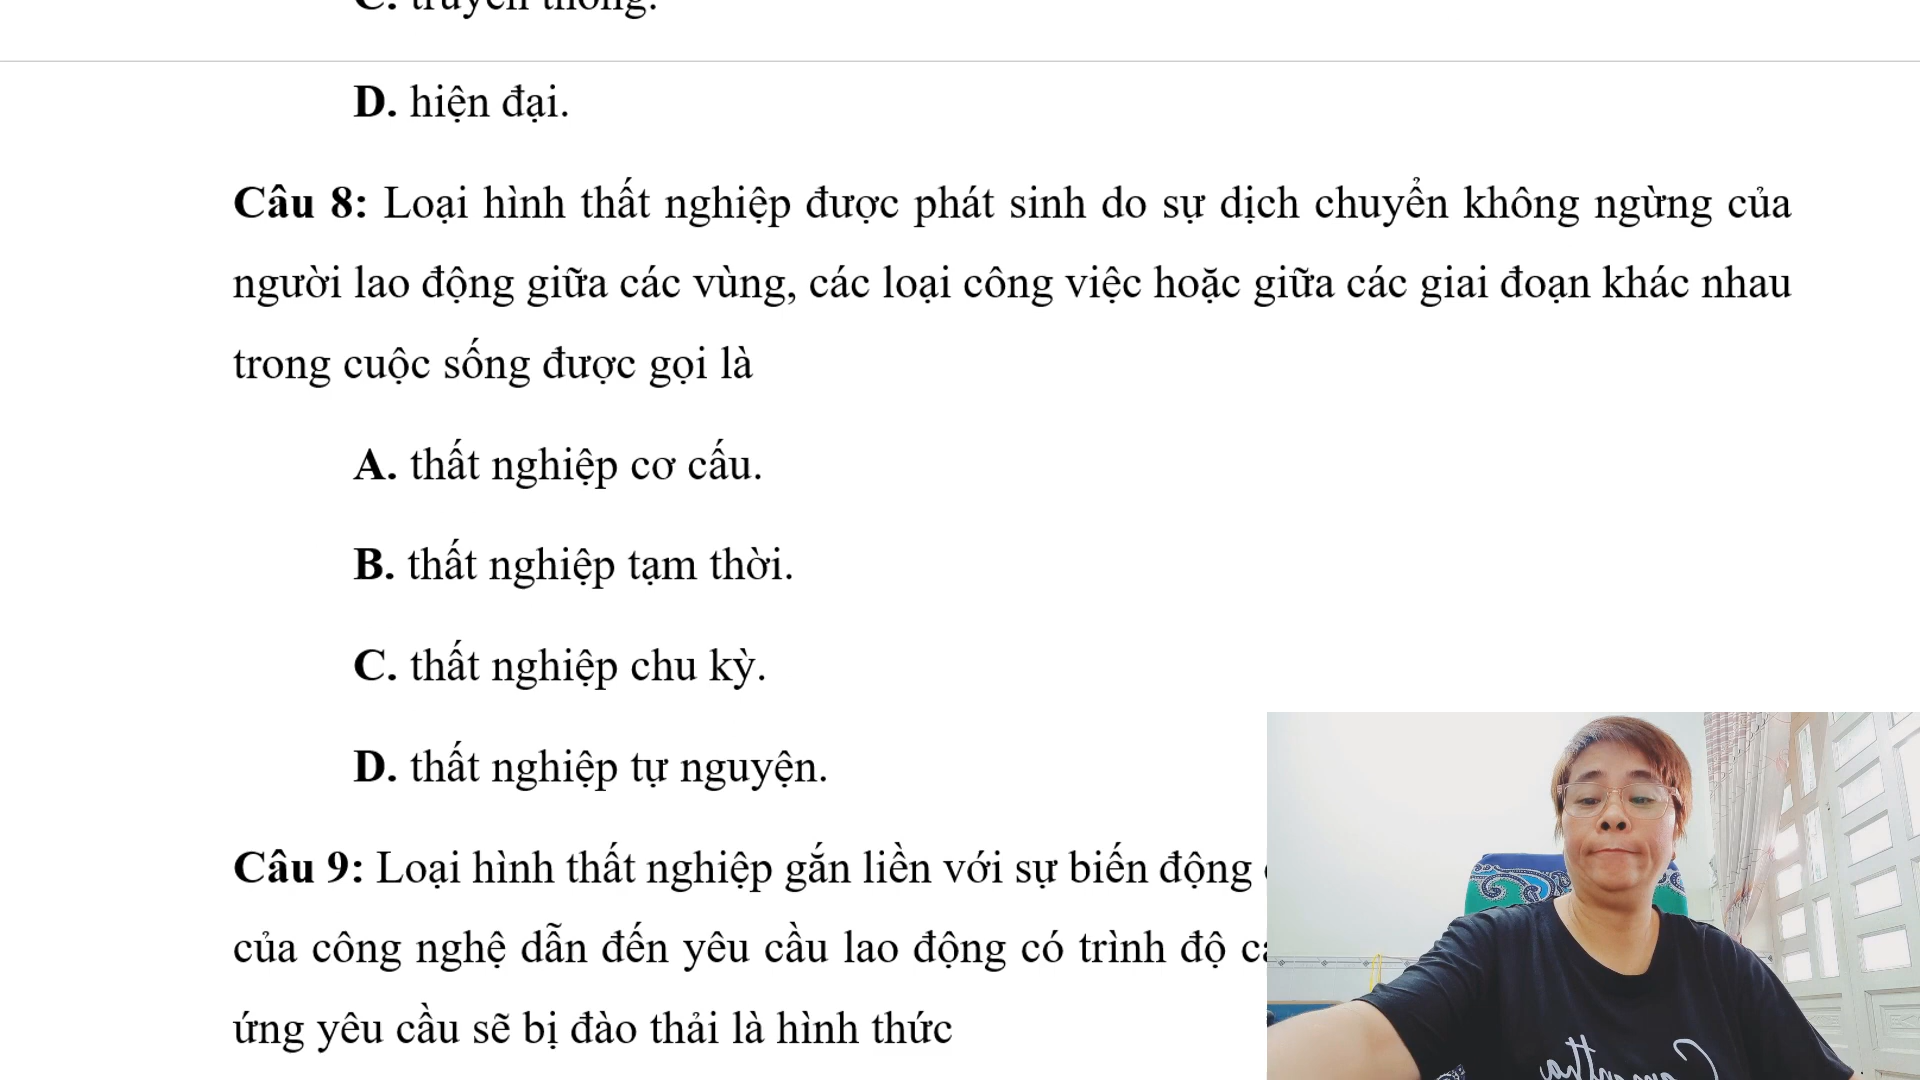 C. truyền thống.
D. hiện đại.
Câu 8: Loại hình thất nghiệp được phát sinh do sự dịch chuyển không ngừng của
người lao động giữa các vùng, các loại công việc hoặc giữa các giai đoạn khác nhau
trong cuộc sống được gọi là
A. thất nghiệp cơ cấu.
B. thất nghiệp tạm thời.
C. thất nghiệp chu kỳ.
D. thất nghiệp tự nguyện.
Câu 9: Loại hình thất nghiệp gắn liền với sự biến động
của công nghệ dẫn đến yêu cầu lao động có trình độ
ứng yêu cầu sẽ bị đào thải là hình thức